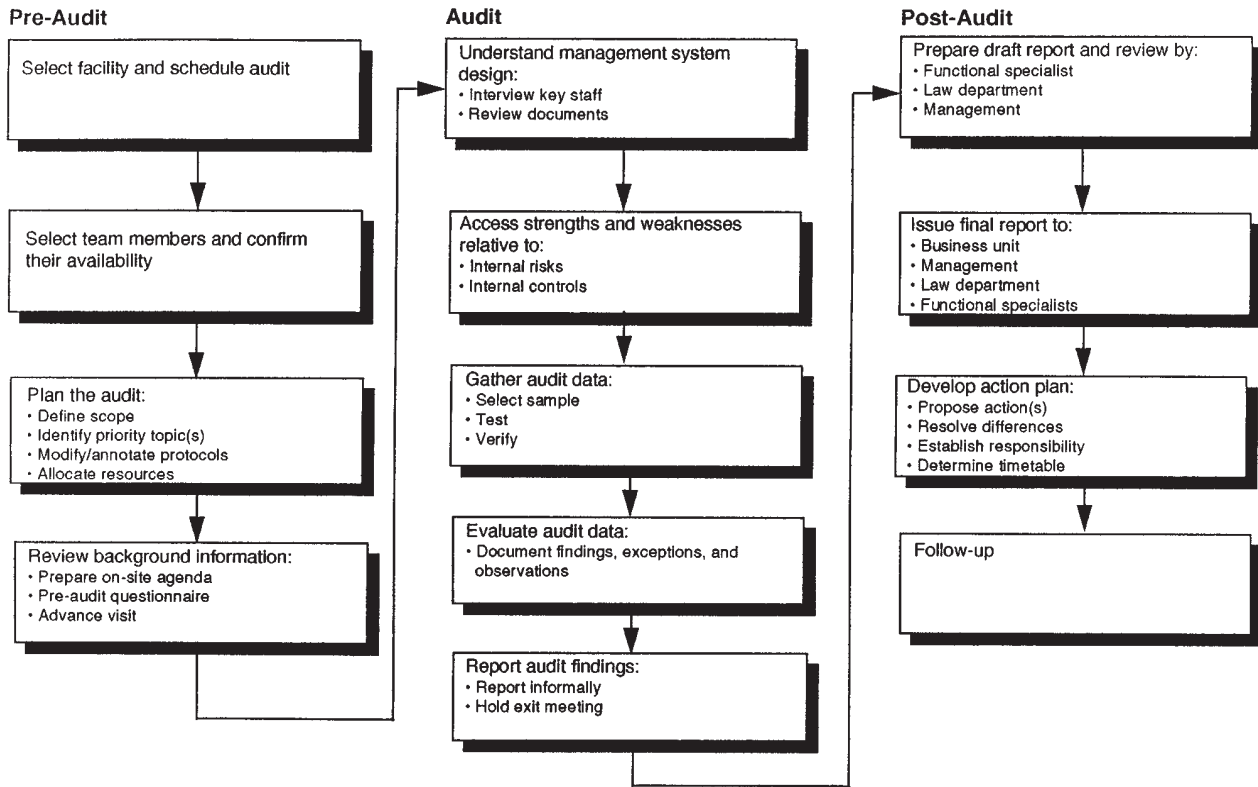 Pre-Audit
Select facility and schedule audit
Select team members and confirm
their availability
Plan the audit:
• Define scope
• Identify priority topic(s)
• Modify/annotate protocols
• Allocate resources
Review background information:
• Prepare on-site agenda
• Pre-audit questionnaire
• Advance visit
Audit
Understand management system
design:
• Interview key staff
• Review documents
Access strengths and weaknesses
relative to:
• Internal risks
• Internal controls
Gather audit data:
• Select sample
• Test
• Verify
Evaluate audit data:
• Document findings, exceptions, and
observations
Report audit findings:
• Report informally
• Hold exit meeting
Post-Audit
Prepare draft report and review by:
• Functional specialist
• Law department
• Management
Issue final report to:
• Business unit
• Management
• Law department
• Functional specialists
Develop action plan:
• Propose action(s)
• Resolve differences
• Establish responsibility
• Determine timetable
Follow-up